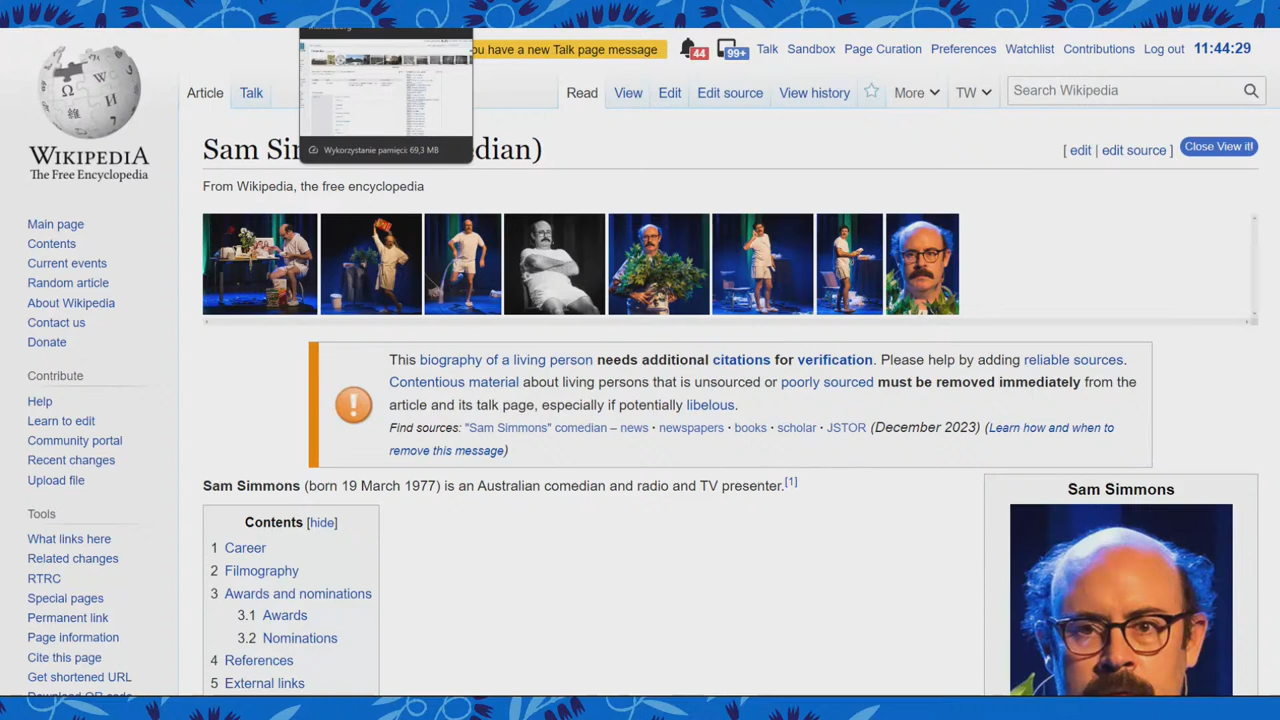 ou have a new Talk page message
44
99+
Talk Sandbox Page Curation Preferences Watchlist Contributions Log out 11:44:29
Article Talk Read View Edit Edit source View history More TW Search Wikipedia
Wykorzystanie pamięci: 69,3 MB
WIKIPEDIA
The Free Encyclopedia
Sam Sim dian)
[ edit | edit source ] Close View it!
From Wikipedia, the free encyclopedia
Main page
Contents
Current events
Random article
About Wikipedia
Contact us
Donate
Contribute
Help
Learn to edit
Community portal
Recent changes
Upload file
Tools
What links here
Related changes
RTRC
Special pages
Permanent link
Page information
Cite this page
Get shortened URL
This biography of a living person needs additional citations for verification. Please help by adding reliable sources.
Contentious material about living persons that is unsourced or poorly sourced must be removed immediately from the
article and its talk page, especially if potentially libelous.
Find sources: "Sam Simmons" comedian – news · newspapers · books · scholar · JSTOR (December 2023) (Learn how and when to
remove this message)
Sam Simmons (born 19 March 1977) is an Australian comedian and radio and TV presenter.[1]
Contents [hide]
1 Career
2 Filmography
3 Awards and nominations
3.1 Awards
3.2 Nominations
4 References
5 External links
Sam Simmons